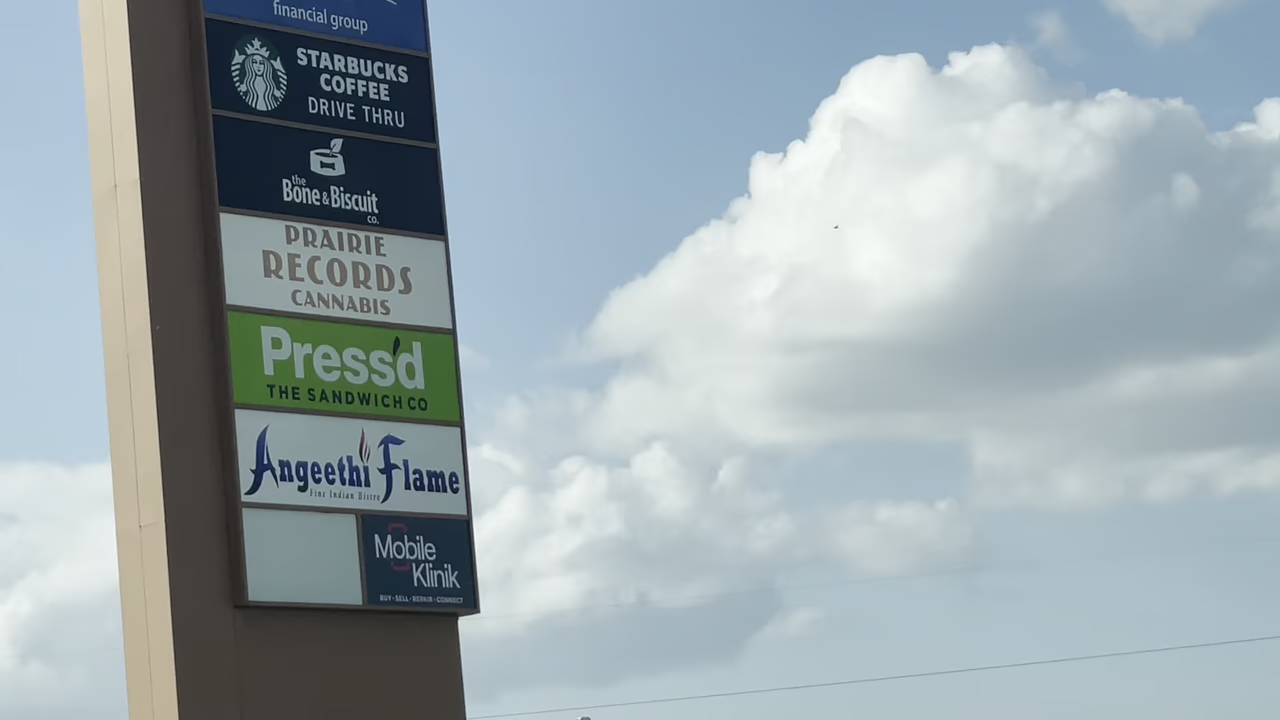 financial group
STARBUCKS
COFFEE
DRIVE THRU
the
Bone & Biscuit
co.
PRAIRIE
RECORDS
CANNABIS
Press'd
THE SANDWICH CO
Angeethi Flame
Fine Indian Bistro
Mobile
Klinik
BUY · SELL · REPAIR · CONNECT